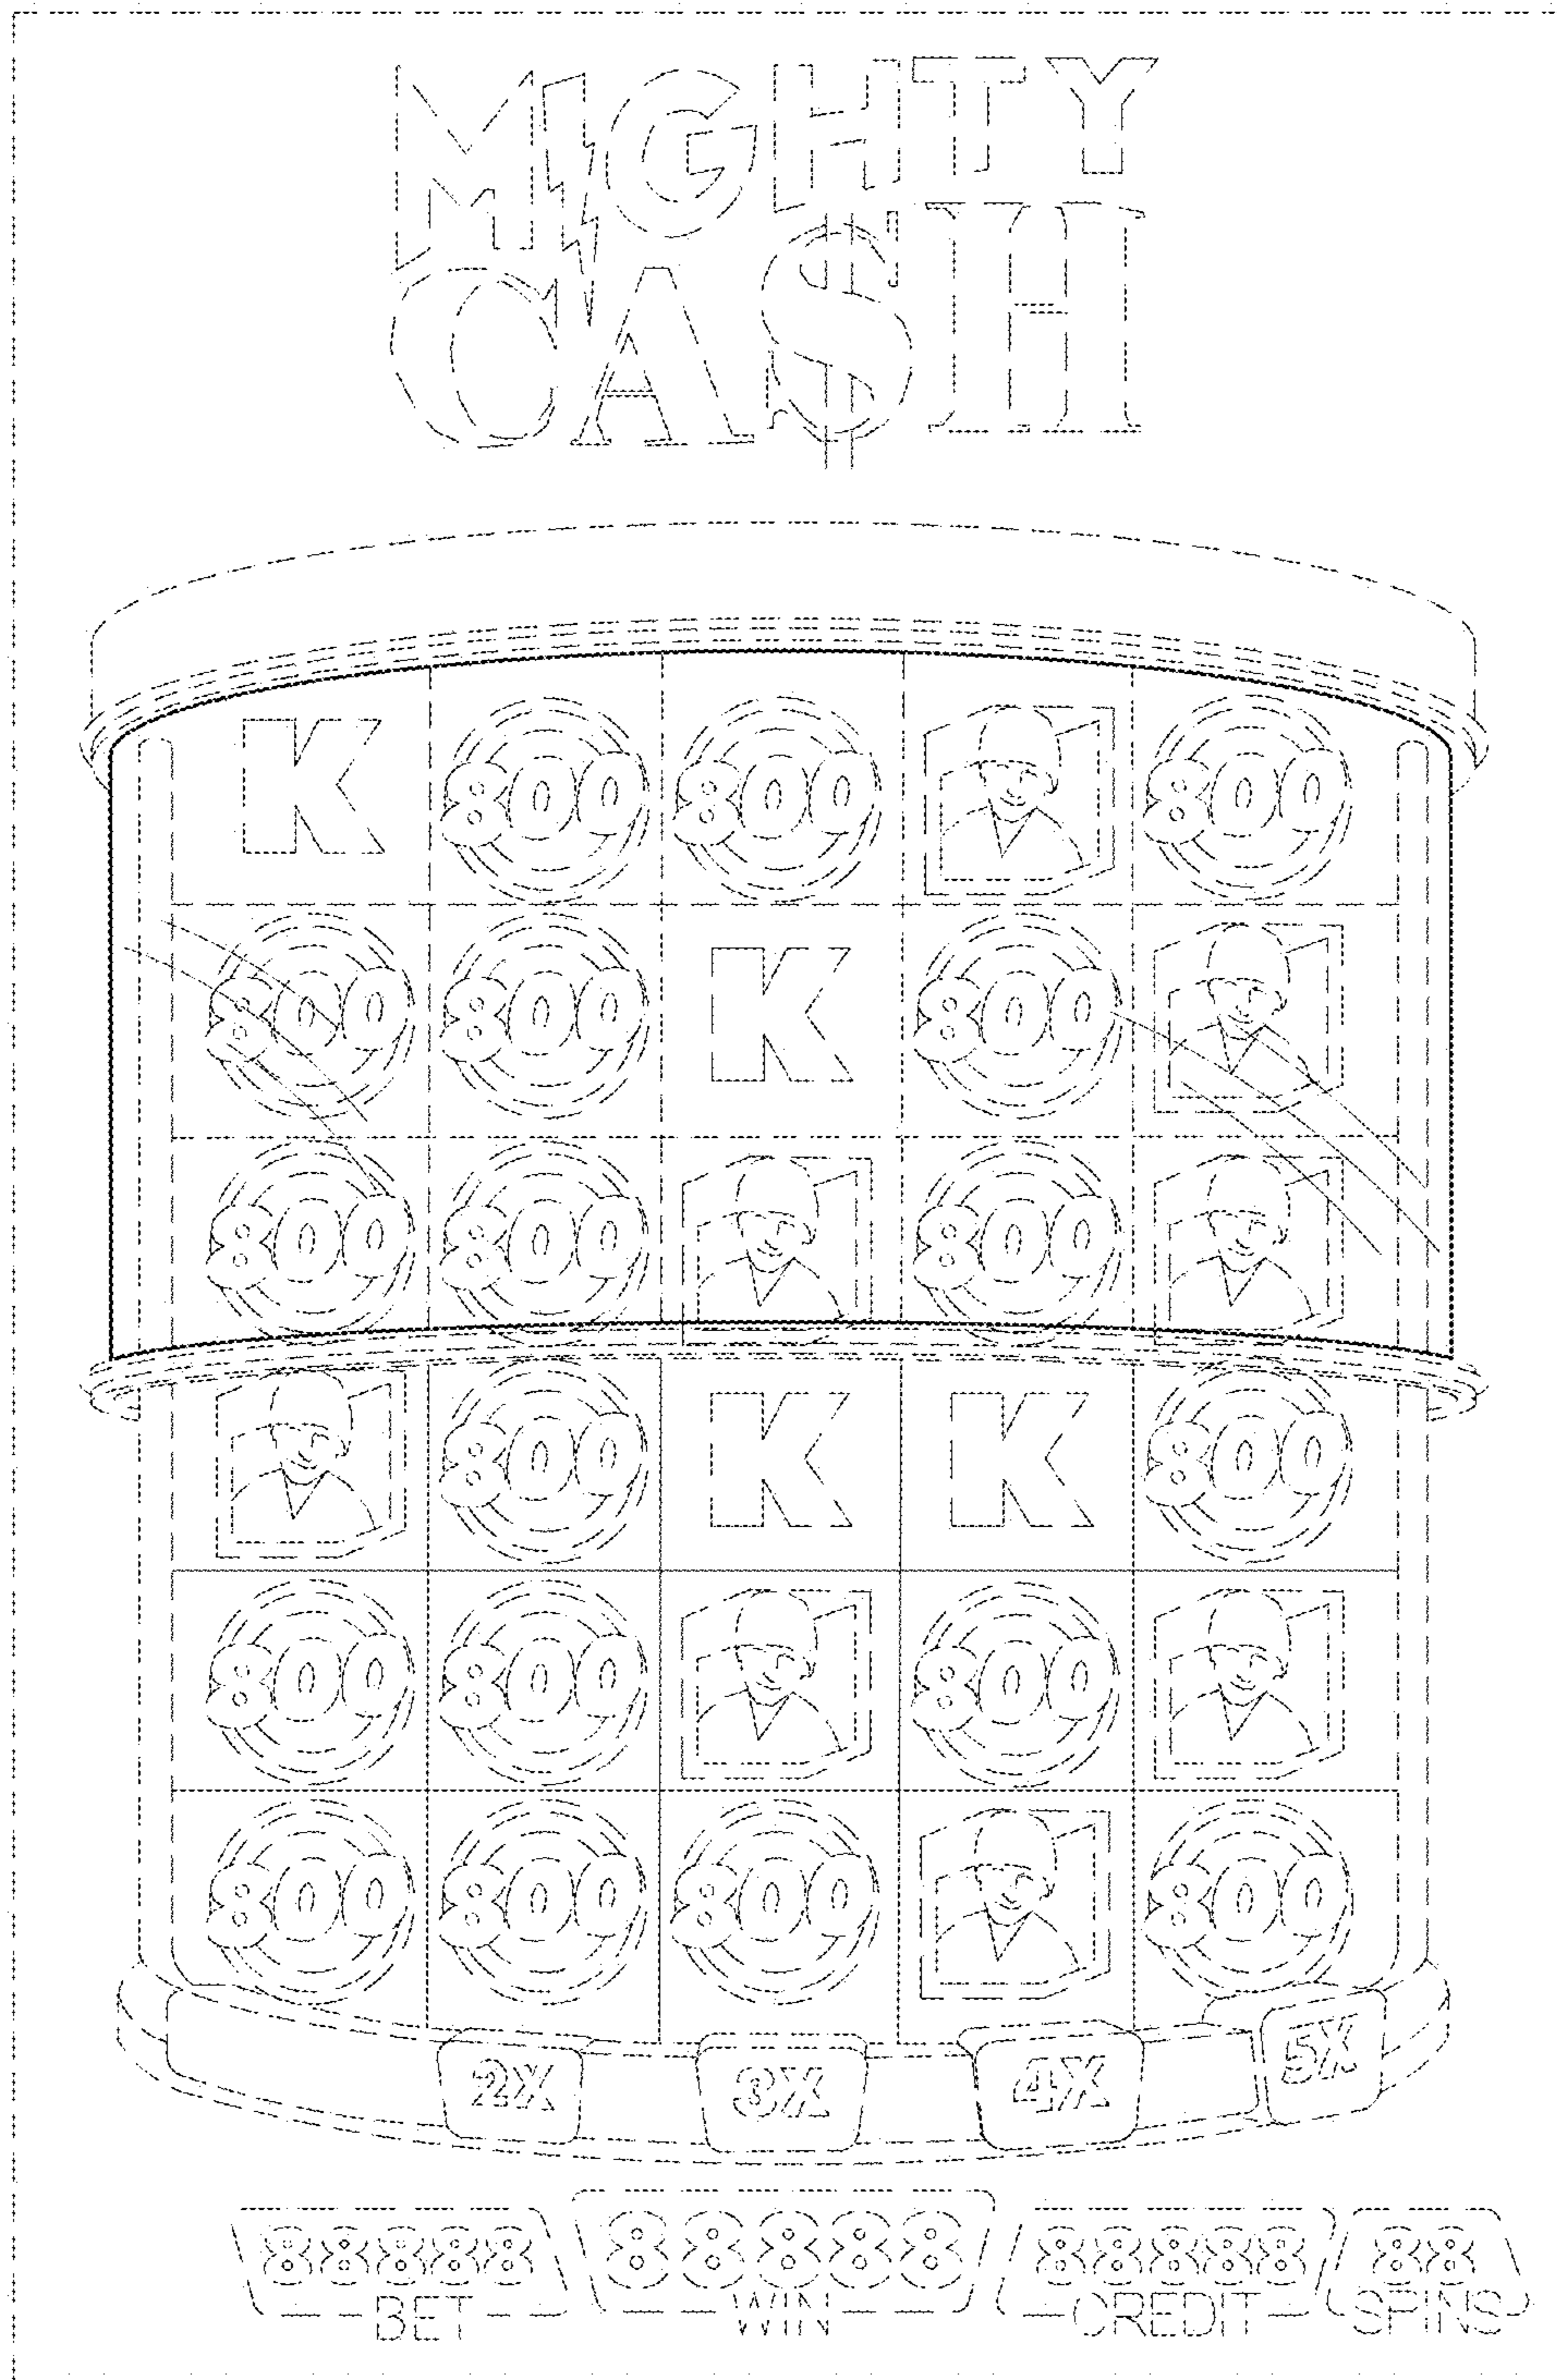 MIGHTY
CA$H
K 800 800 800
800 800 K 800
800 800 800
800 K K 800
800 800 800
800 800 800 800
2X 3X 4X 5X
88888 88888 88888 88
BET WIN CREDIT SPINS